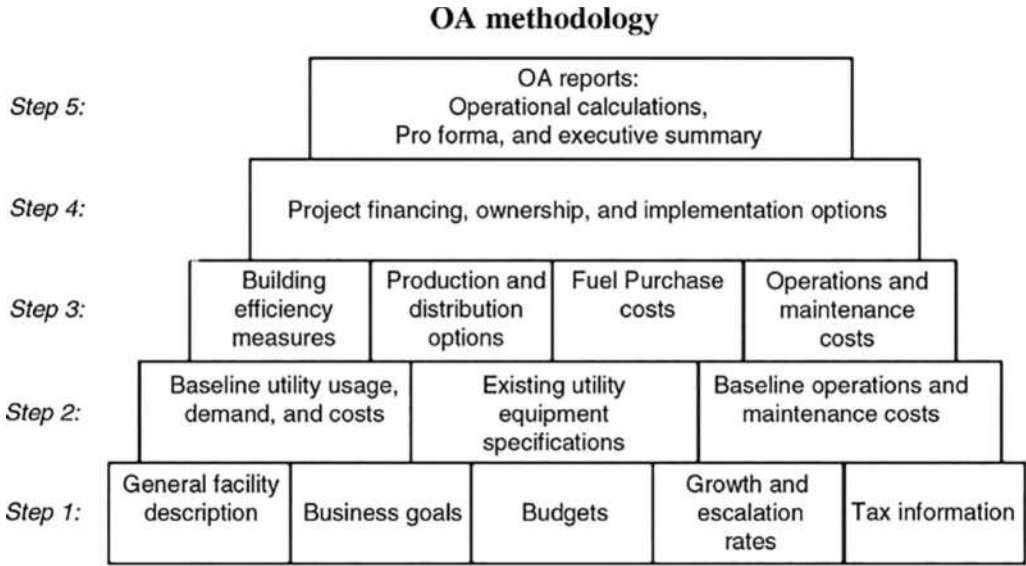 OA methodology
Step 5:
OA reports:
Operational calculations,
Pro forma, and executive summary
Step 4:
Project financing, ownership, and implementation options
Step 3:
Building
efficiency
measures
Production and
distribution
options
Fuel Purchase
costs
Operations and
maintenance
costs
Step 2:
Baseline utility usage,
demand, and costs
Existing utility
equipment
specifications
Baseline operations and
maintenance costs
Step 1:
General facility
description
Business goals
Budgets
Growth and
escalation
rates
Tax information